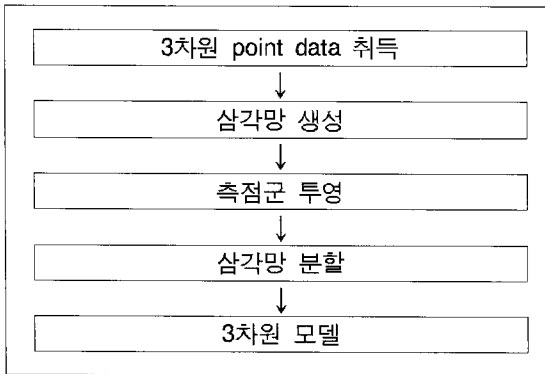 3차원 point data 취득
삼각망 생성
측점군 투영
삼각망 분할
3차원 모델